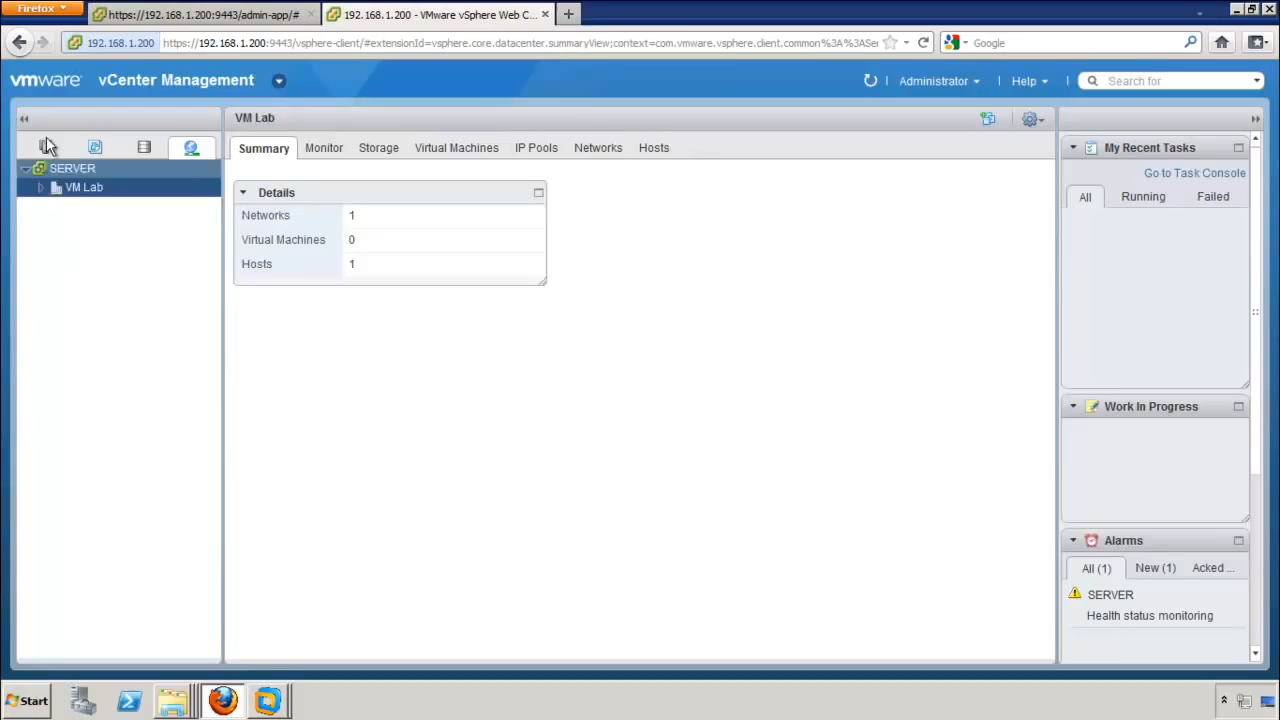 Firefox
https://192.168.1.200:9443/admin-app/#
192.168.1.200 - VMware vSphere Web C...
192.168.1.200
https://192.168.1.200:9443/vsphere-client/#extensionId=vsphere.core.datacenter.summaryView;context=com.vmware.vsphere.client.common%3A%3ASer
Google
vmware
vCenter Management
Administrator
Help
Search for
VM Lab
Summary
Monitor
Storage
Virtual Machines
IP Pools
Networks
Hosts
SERVER
VM Lab
Details
Networks 1
Virtual Machines 0
Hosts 1
My Recent Tasks
Go to Task Console
All
Running
Failed
Work In Progress
Alarms
All (1)
New (1)
Acked ...
SERVER
Health status monitoring
Start